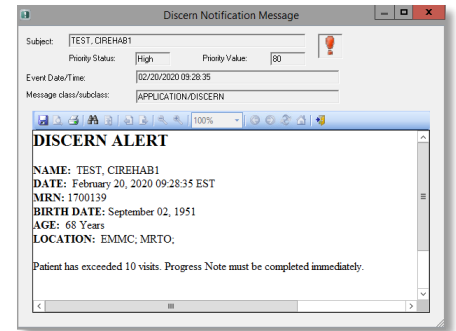 Discern Notification Message
Subject: TEST, CIREHAB1
Priority Status: High Priority Value: 80
Event Date/Time: 02/20/2020 09:28:35
Message class/subclass: APPLICATION/DISCERN
100%
DISCERN ALERT
NAME: TEST, CIREHAB1
DATE: February 20, 2020 09:28:35 EST
MRN: 1700139
BIRTH DATE: September 02, 1951
AGE: 68 Years
LOCATION: EMMC; MRTO;
Patient has exceeded 10 visits. Progress Note must be completed immediately.